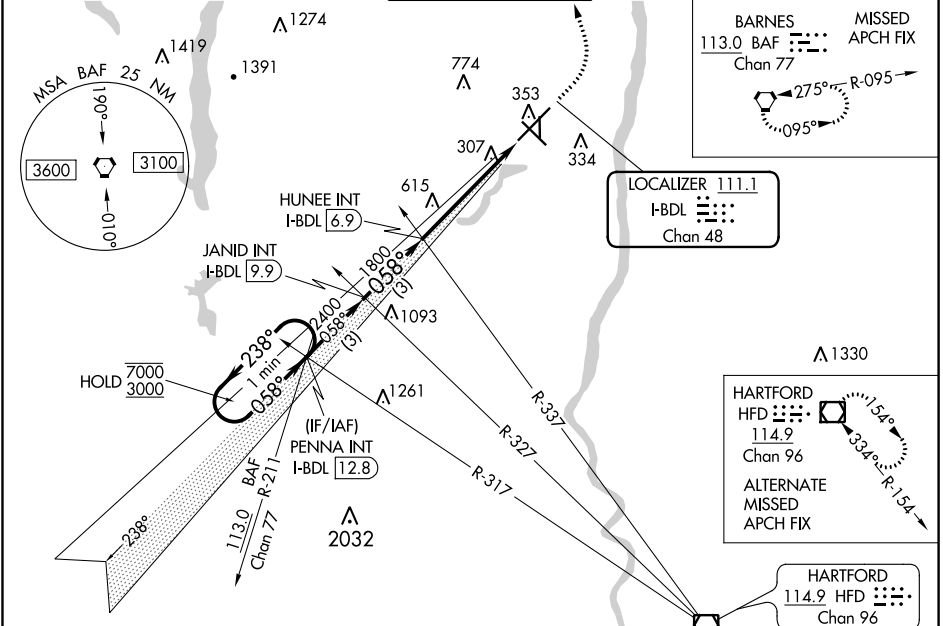 1274
1419
1391
MSA BAF 25 NM
190°
3600
3100
010°
774
353
307
334
615
BARNES
113.0 BAF
Chan 77
MISSED
APCH FIX
275°
R-095
095°
LOCALIZER 111.1
I-BDL
Chan 48
HUNEE INT
I-BDL 6.9
JANID INT
I-BDL 9.9
1800
058°
(3)
2400
058°
(3)
1093
238°
1 min
058°
HOLD 7000
3000
1261
(IF/IAF)
PENNA INT
I-BDL 12.8
BAF
R-211
113.0
Chan 77
238°
2032
R-337
R-327
R-317
1330
HARTFORD
HFD
114.9
Chan 96
154°
334°
R-154
ALTERNATE
MISSED
APCH FIX
HARTFORD
114.9 HFD
Chan 96